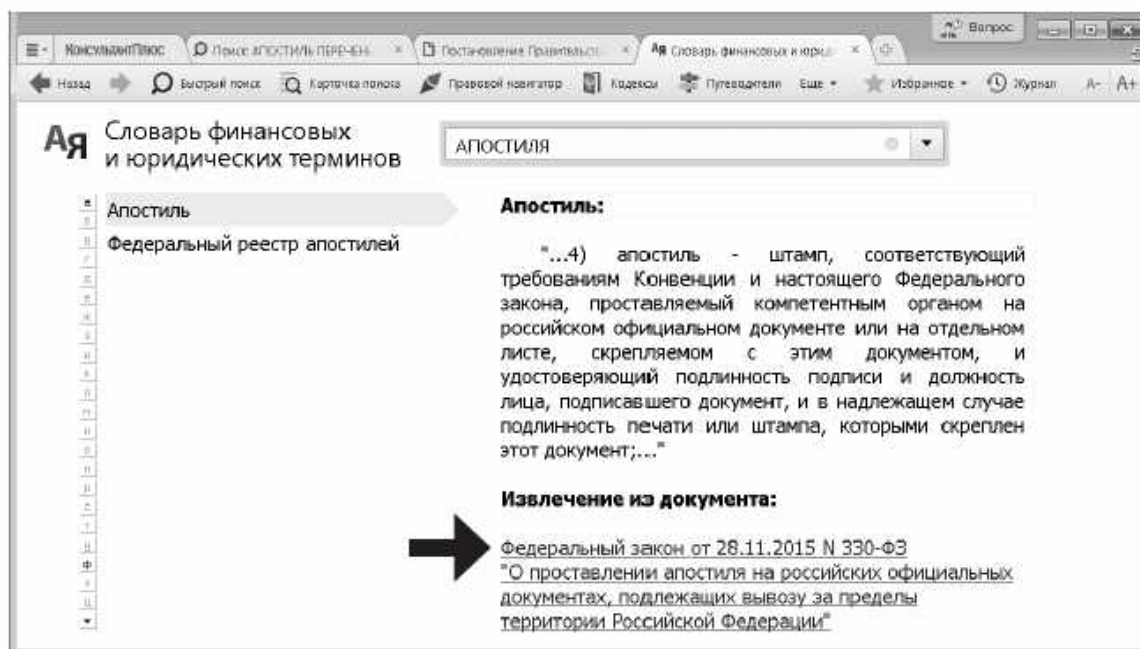 Вопрос
КонсультантПлюс
Поиск: АПОСТИЛЬ ПЕРЕЧЕН
Постановление Правительст
Ая Словарь финансовых и юрид
Назад
Быстрый поиск
Карточка поиска
Правовой навигатор
Кодексы
Путеводители
Еще
Избранное
Журнал
А-
А+
Ая
Словарь финансовых
и юридических терминов
АПОСТИЛЯ
Апостиль
Федеральный реестр апостилей
Апостиль:
"...4) апостиль - штамп, соответствующий
требованиям Конвенции и настоящего Федерального
закона, проставляемый компетентным органом на
российском официальном документе или на отдельном
листе, скрепляемом с этим документом, и
удостоверяющий подлинность подписи и должность
лица, подписавшего документ, и в надлежащем случае
подлинность печати или штампа, которыми скреплен
этот документ;..."
Извлечение из документа:
Федеральный закон от 28.11.2015 N 330-ФЗ
"О проставлении апостиля на российских официальных
документах, подлежащих вывозу за пределы
территории Российской Федерации"